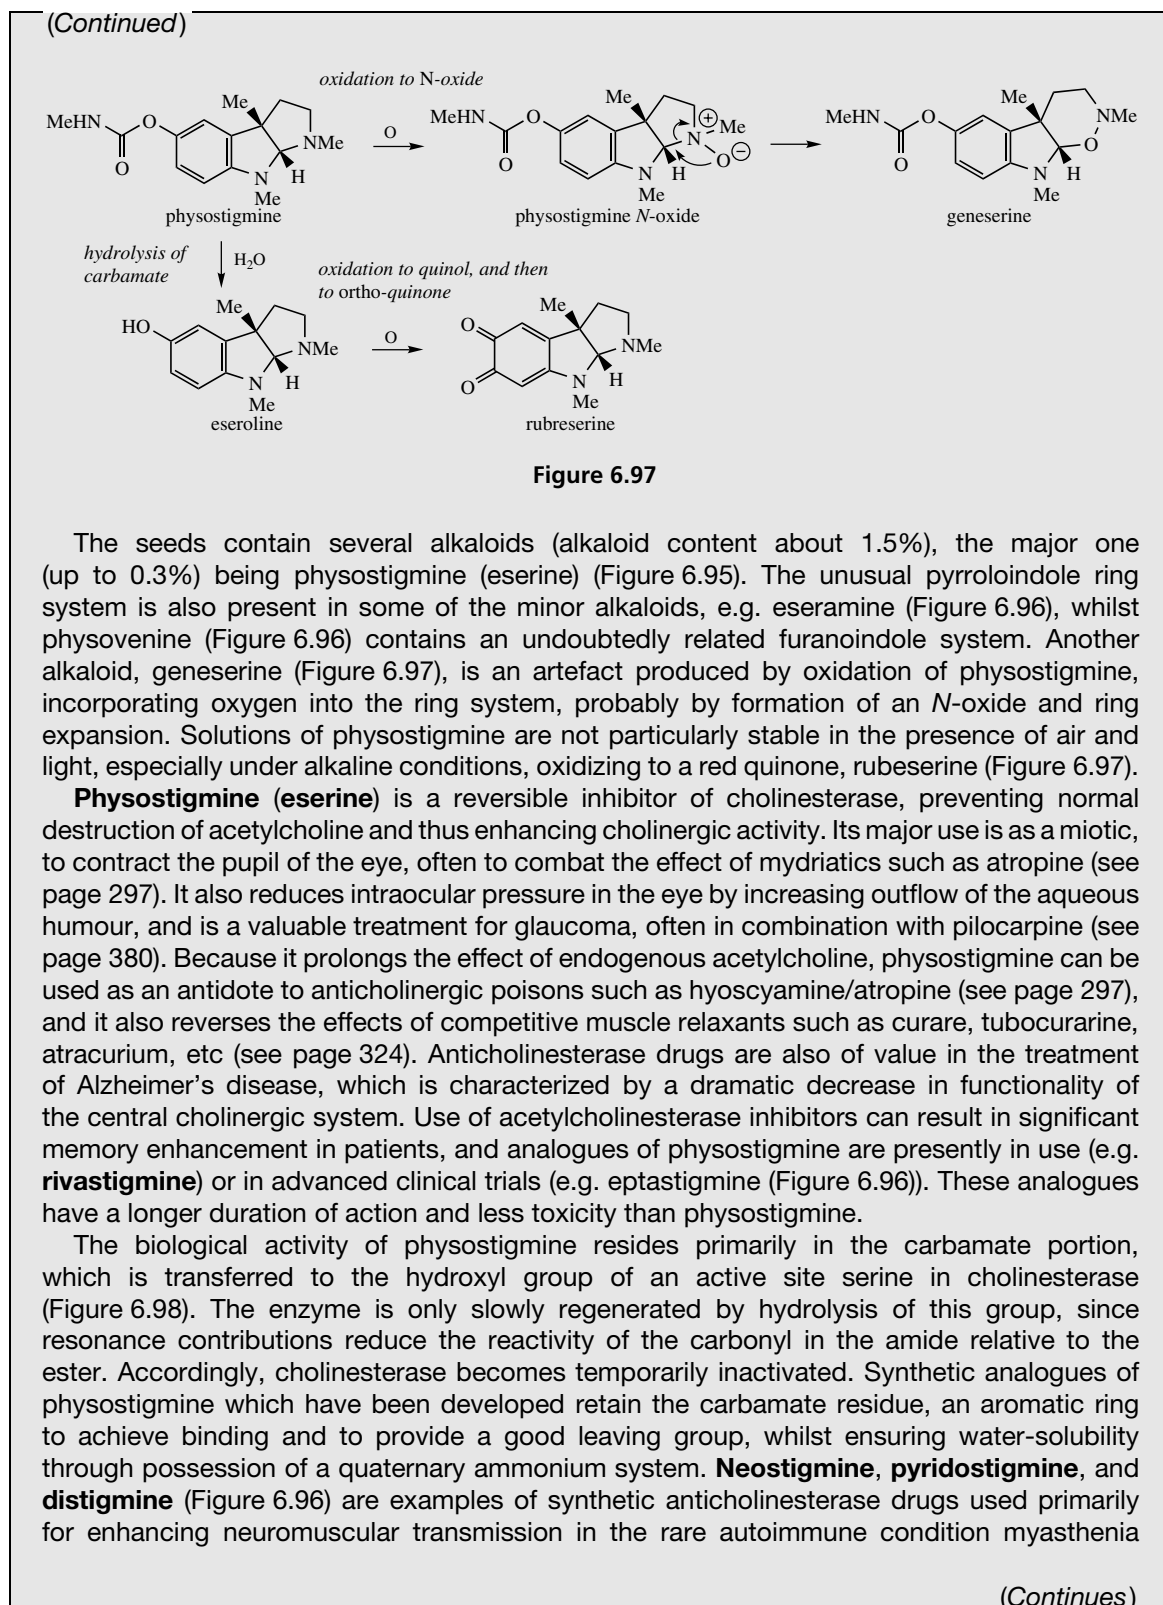 (Continued)
oxidation to N-oxide
Me
Me
Me
MeHN
O
O
NMe
H
N
Me
O
MeHN
O
O
N
⊕
Me
O
⊖
H
N
Me
MeHN
O
O
NMe
O
H
N
Me
physostigmine
physostigmine N-oxide
geneserine
hydrolysis of
carbamate
H₂O
oxidation to quinol, and then
to ortho-quinone
Me
HO
NMe
N
H
Me
O
Me
O
O
NMe
N
H
Me
eseroline
rubreserine
Figure 6.97
The seeds contain several alkaloids (alkaloid content about 1.5%), the major one
(up to 0.3%) being physostigmine (eserine) (Figure 6.95). The unusual pyrroloindole ring
system is also present in some of the minor alkaloids, e.g. eseramine (Figure 6.96), whilst
physovenine (Figure 6.96) contains an undoubtedly related furanoindole system. Another
alkaloid, geneserine (Figure 6.97), is an artefact produced by oxidation of physostigmine,
incorporating oxygen into the ring system, probably by formation of an N-oxide and ring
expansion. Solutions of physostigmine are not particularly stable in the presence of air and
light, especially under alkaline conditions, oxidizing to a red quinone, rubeserine (Figure 6.97).
Physostigmine (eserine) is a reversible inhibitor of cholinesterase, preventing normal
destruction of acetylcholine and thus enhancing cholinergic activity. Its major use is as a miotic,
to contract the pupil of the eye, often to combat the effect of mydriatics such as atropine (see
page 297). It also reduces intraocular pressure in the eye by increasing outflow of the aqueous
humour, and is a valuable treatment for glaucoma, often in combination with pilocarpine (see
page 380). Because it prolongs the effect of endogenous acetylcholine, physostigmine can be
used as an antidote to anticholinergic poisons such as hyoscyamine/atropine (see page 297),
and it also reverses the effects of competitive muscle relaxants such as curare, tubocurarine,
atracurium, etc (see page 324). Anticholinesterase drugs are also of value in the treatment
of Alzheimer's disease, which is characterized by a dramatic decrease in functionality of
the central cholinergic system. Use of acetylcholinesterase inhibitors can result in significant
memory enhancement in patients, and analogues of physostigmine are presently in use (e.g.
rivastigmine) or in advanced clinical trials (e.g. eptastigmine (Figure 6.96)). These analogues
have a longer duration of action and less toxicity than physostigmine.
The biological activity of physostigmine resides primarily in the carbamate portion,
which is transferred to the hydroxyl group of an active site serine in cholinesterase
(Figure 6.98). The enzyme is only slowly regenerated by hydrolysis of this group, since
resonance contributions reduce the reactivity of the carbonyl in the amide relative to the
ester. Accordingly, cholinesterase becomes temporarily inactivated. Synthetic analogues of
physostigmine which have been developed retain the carbamate residue, an aromatic ring
to achieve binding and to provide a good leaving group, whilst ensuring water-solubility
through possession of a quaternary ammonium system. Neostigmine, pyridostigmine, and
distigmine (Figure 6.96) are examples of synthetic anticholinesterase drugs used primarily
for enhancing neuromuscular transmission in the rare autoimmune condition myasthenia
(Continues)